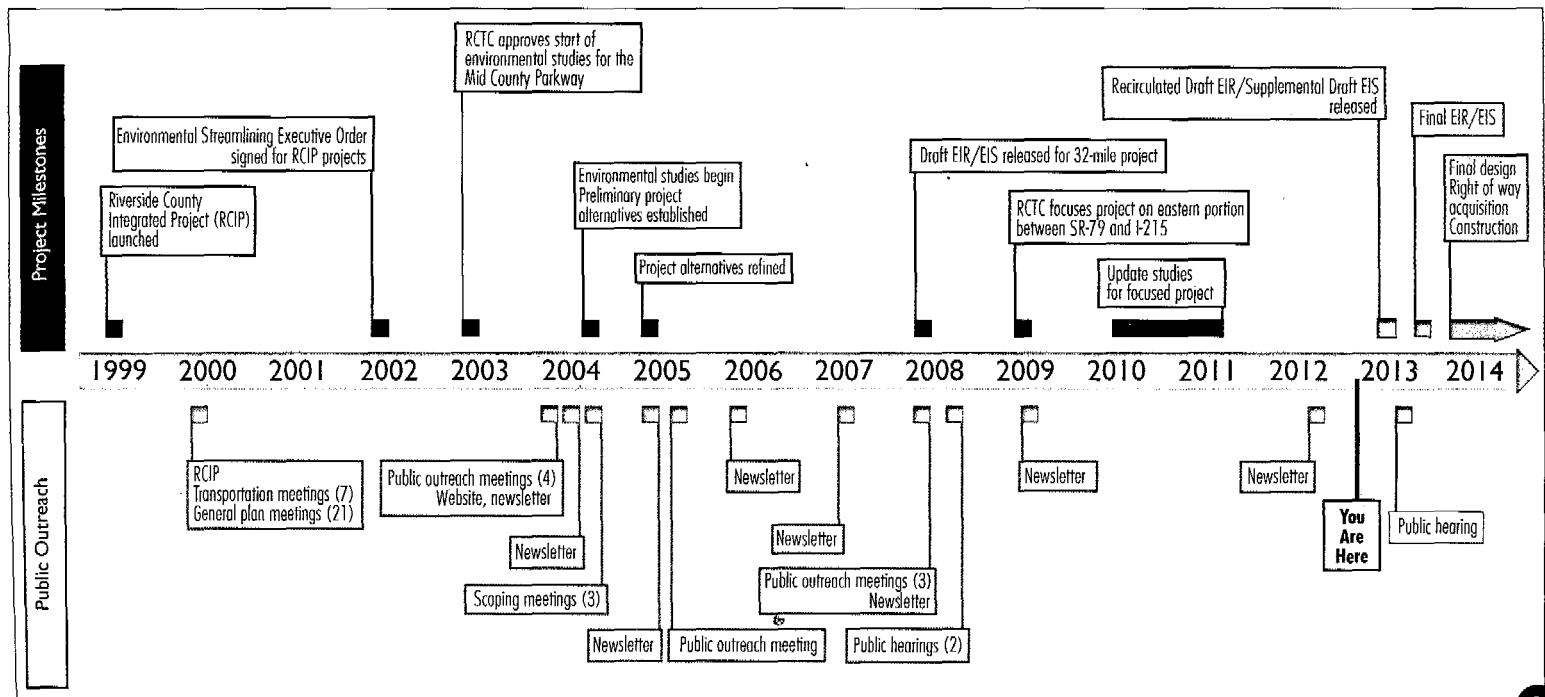 Project Milestones
RCTC approves start of
environmental studies for the
Mid County Parkway
Recirculated Draft EIR/Supplemental Draft EIS
released
Environmental Streamlining Executive Order
signed for RCIP projects
Final EIR/EIS
Draft EIR/EIS released for 32-mile project
Riverside County
Integrated Project (RCIP)
launched
Environmental studies begin
Preliminary project
alternatives established
RCTC focuses project on eastern portion
between SR-79 and I-215
Final design
Right of way
acquisition
Construction
Project alternatives refined
Update studies
for focused project
1999 2000 2001 2002 2003 2004 2005 2006 2007 2008 2009 2010 2011 2012 2013 2014
Public Outreach
RCIP
Transportation meetings (7)
General plan meetings (21)
Public outreach meetings (4)
Website, newsletter
Newsletter
Scoping meetings (3)
Newsletter
Public outreach meeting
Newsletter
Newsletter
Public outreach meetings (3)
Newsletter
Public hearings (2)
Newsletter
Newsletter
You
Are
Here
Public hearing